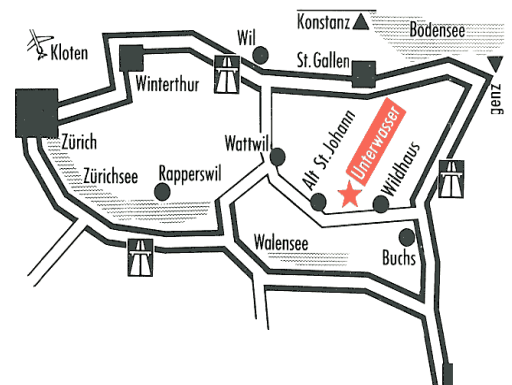 Konstanz
Bodensee
Wil
Kloten
St. Gallen
Winterthur
genz
Zürich
Wattwil
Alt St. Johann
Unterwasser
Wildhaus
Zürichsee
Rapperswil
Walensee
Buchs